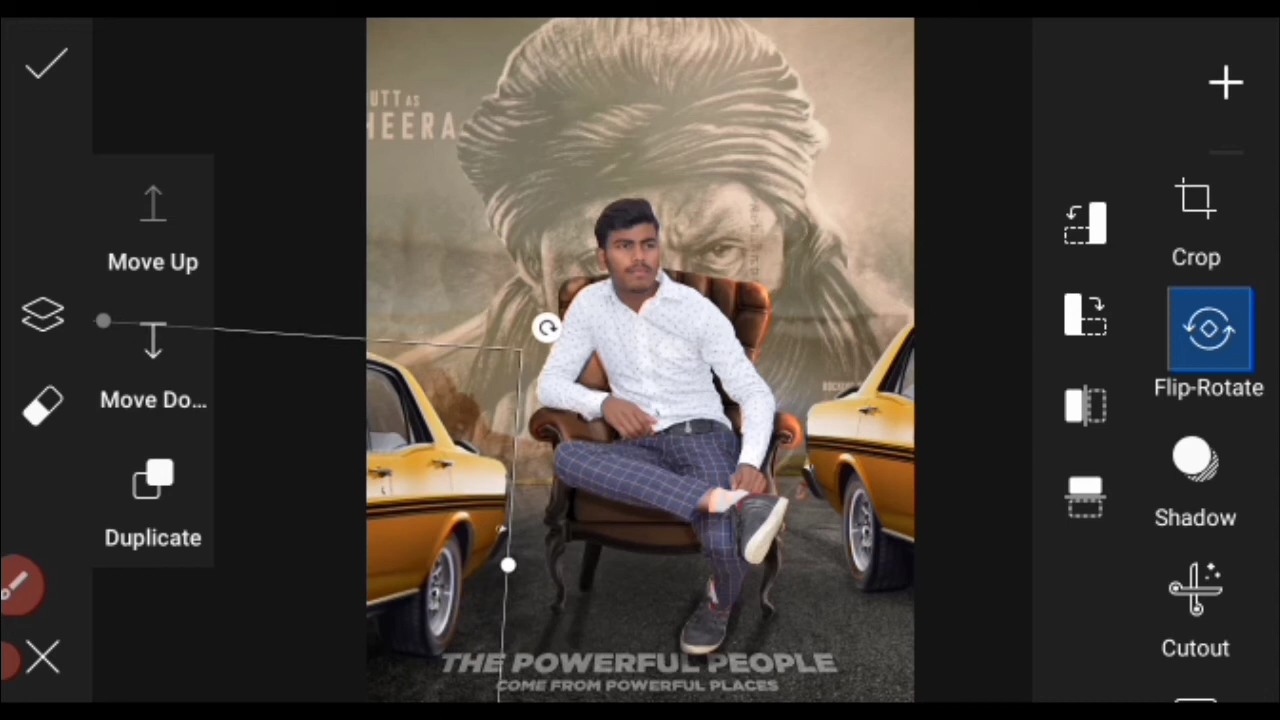 UTT AS
HEERA
THE POWERFUL PEOPLE
COME FROM POWERFUL PLACES
Move Up
Move Do...
Duplicate
Crop
Flip-Rotate
Shadow
Cutout